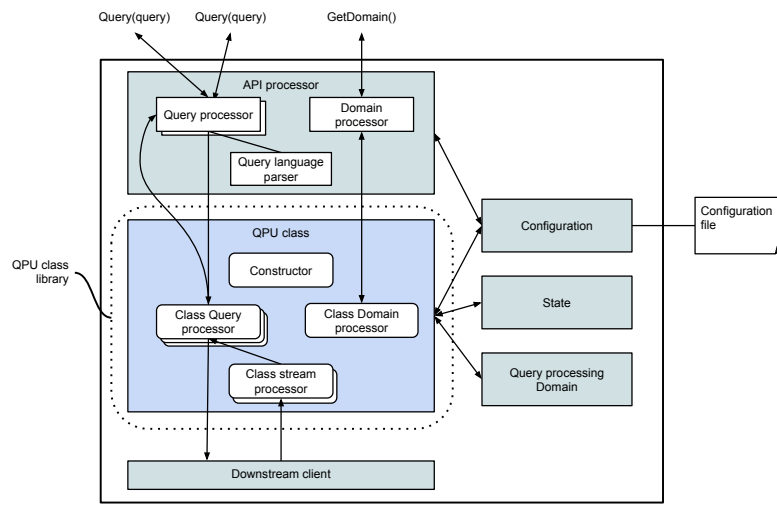 Query(query)
Query(query)
GetDomain()
API processor
Query processor
Domain
processor
Query language
parser
QPU class
library
QPU class
Constructor
Class Query
processor
Class Domain
processor
Class stream
processor
Downstream client
Configuration
State
Query processing
Domain
Configuration
file